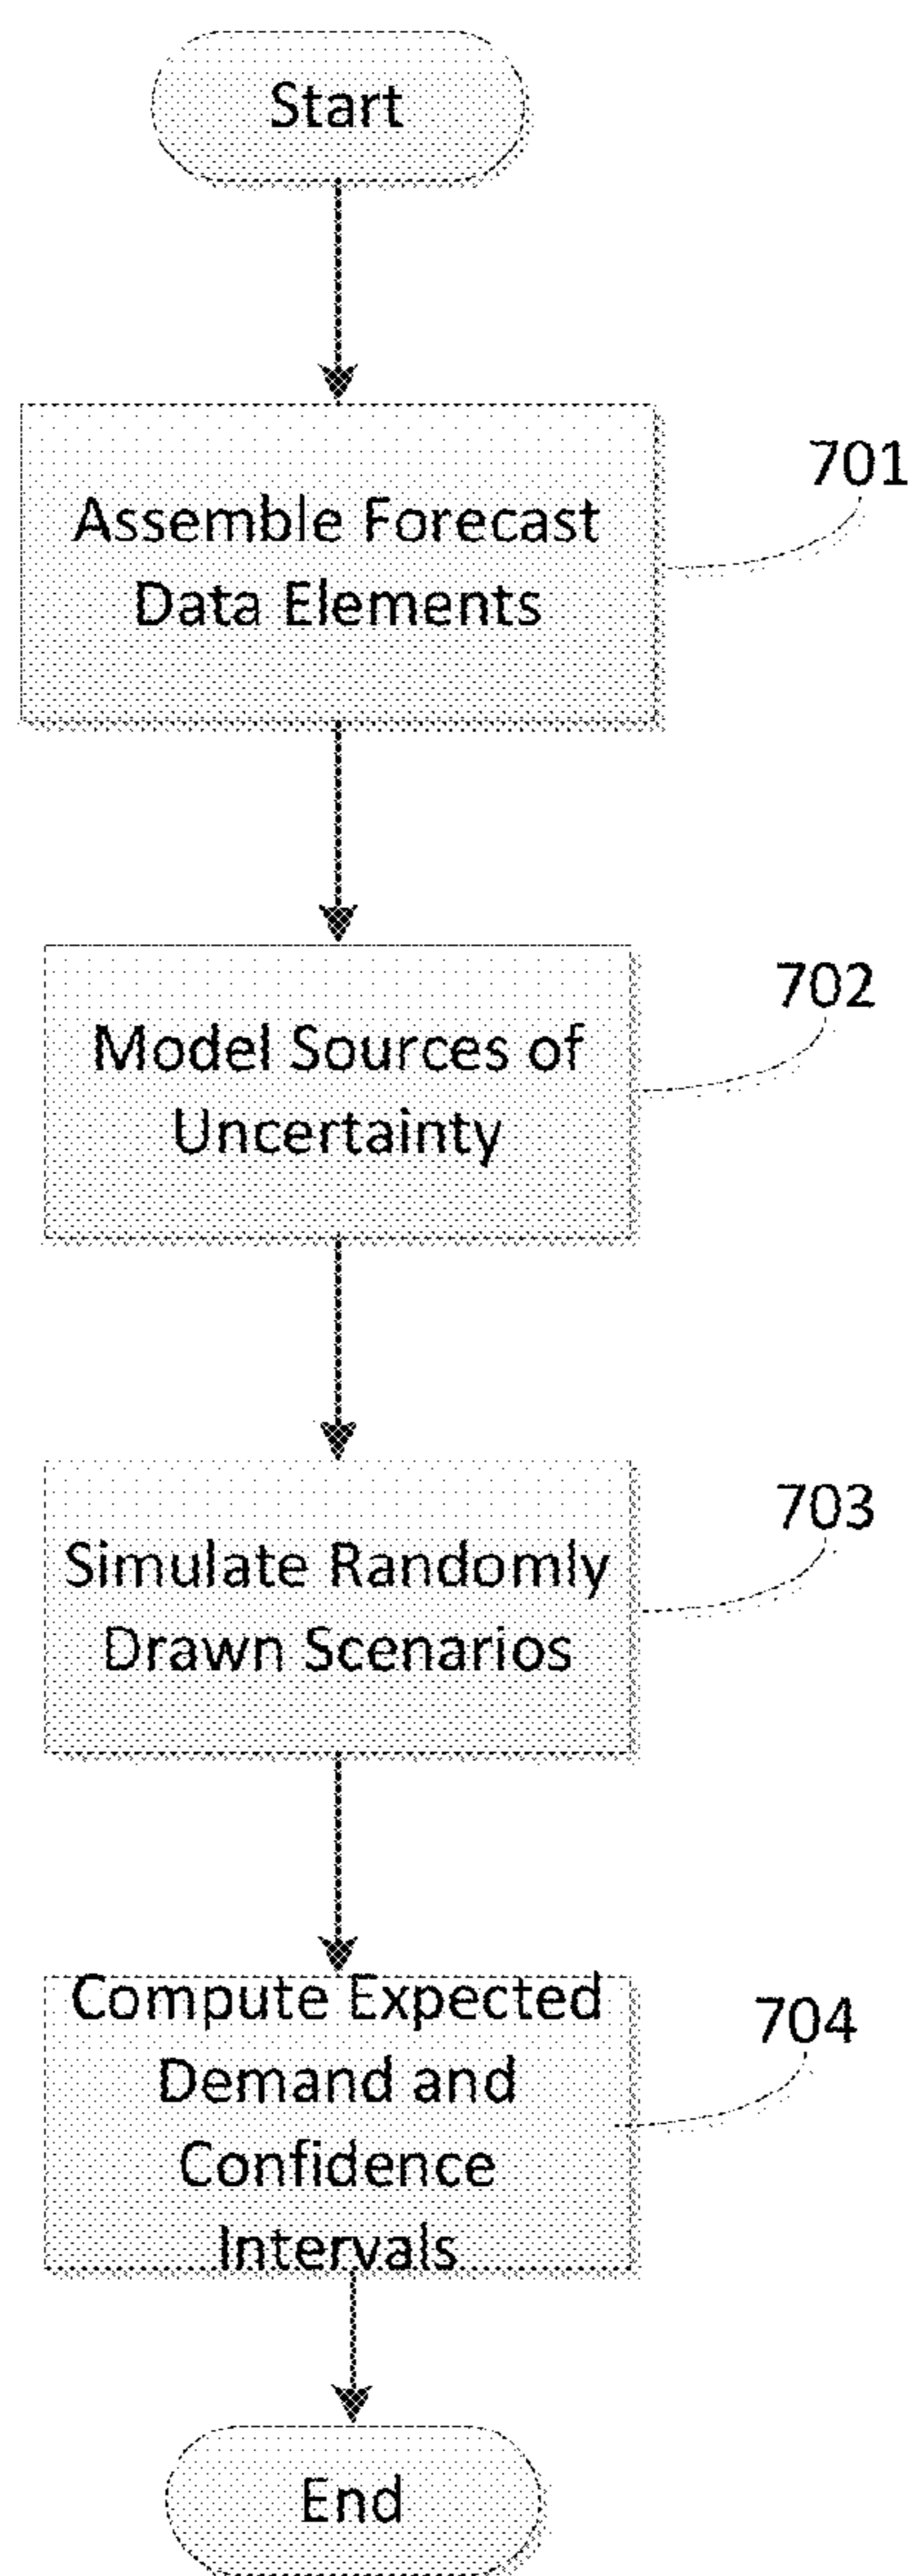 Start
Assemble Forecast
Data Elements
701
Model Sources of
Uncertainty
702
Simulate Randomly
Drawn Scenarios
703
Compute Expected
Demand and
Confidence
Intervals
704
End